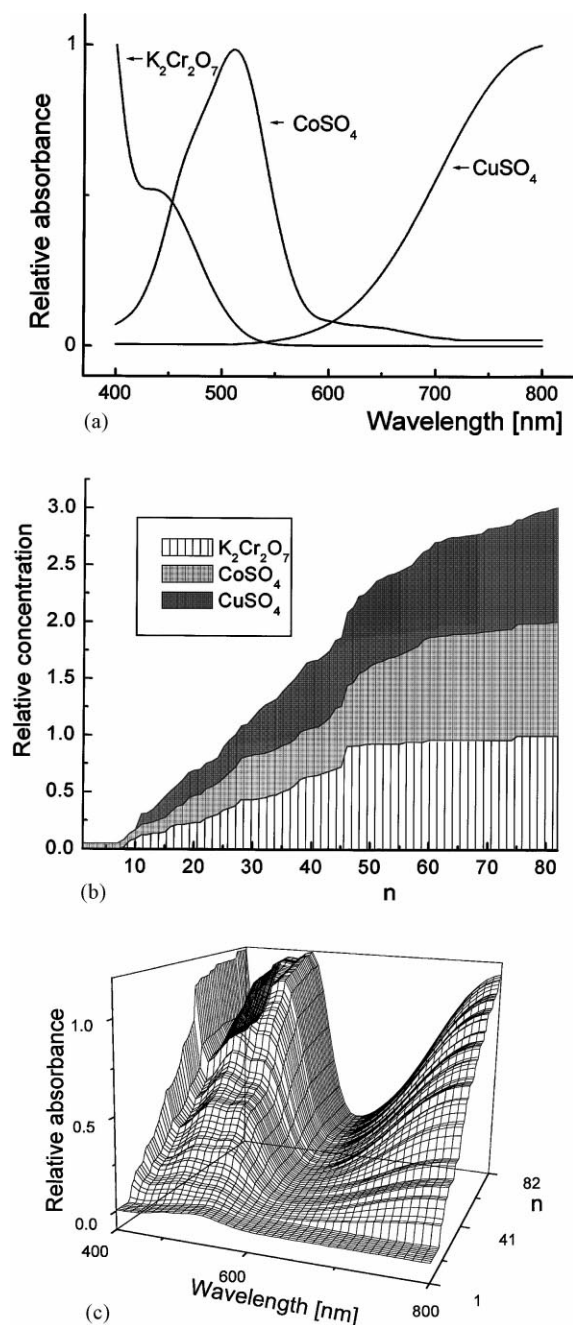 1
K2Cr2O7
CoSO4
CuSO4
Relative absorbance
0
400 500 600 700 800
Wavelength [nm]
(a)
3.0
2.5
2.0
1.5
1.0
0.5
0.0
Relative concentration
K2Cr2O7
CoSO4
CuSO4
10 20 30 40 50 60 70 80
n
(b)
1.0
0.5
0.0
Relative absorbance
400
600
800
Wavelength [nm]
82
n
41
1
(c)